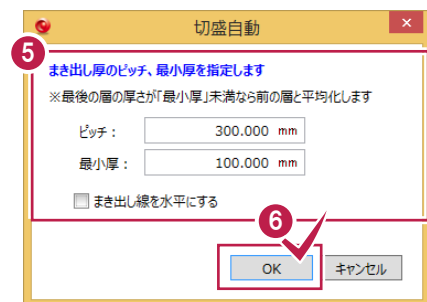 切盛自動
5
まき出し厚のピッチ、最小厚を指定します
※最後の層の厚さが「最小厚」未満なら前の層と平均化します
ピッチ： 300.000 mm
最小厚： 100.000 mm
まき出し線を水平にする
6
OK キャンセル